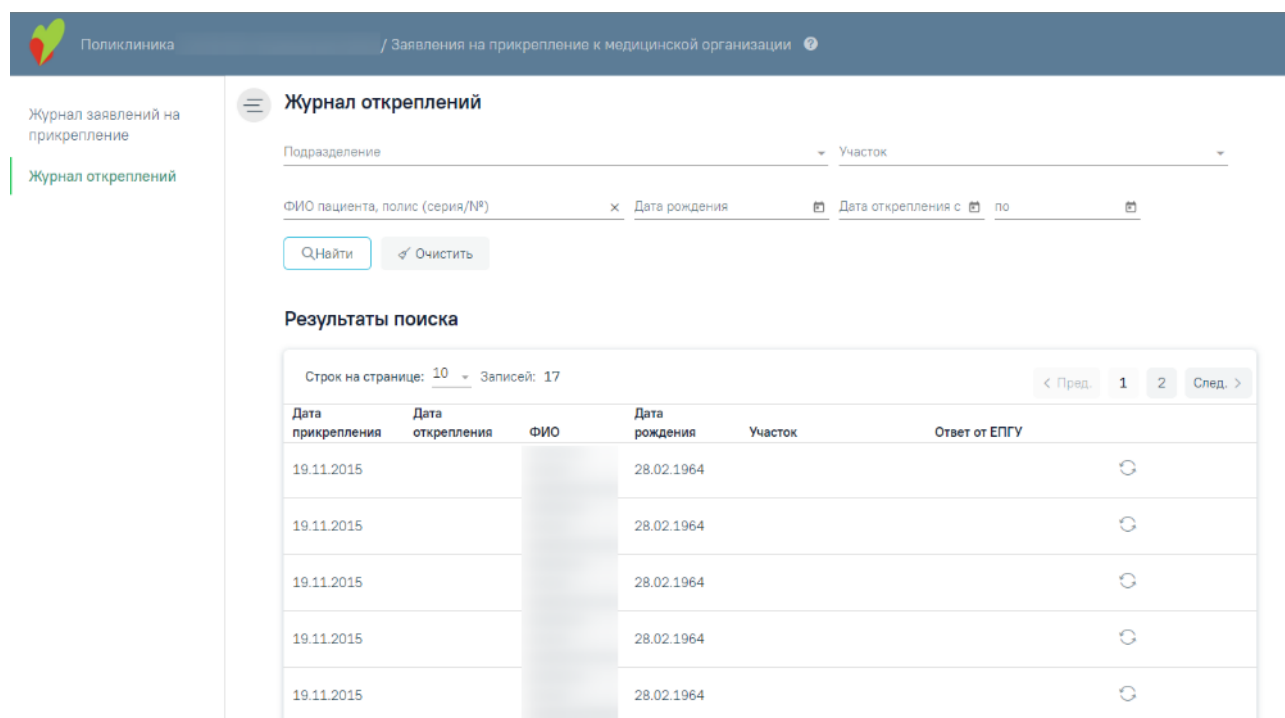 Поликлиника / Заявления на прикрепление к медицинской организации ?
Журнал заявлений на
прикрепление
Журнал откреплений
Журнал откреплений
Подразделение Участок
ФИО пациента, полис (серия/№) Дата рождения Дата открепления с по
Найти Очистить
Результаты поиска
Строк на странице: 10 Записей: 17 < Пред. 1 2 След. >
Дата прикрепления Дата открепления ФИО Дата рождения Участок Ответ от ЕПГУ
19.11.2015 28.02.1964
19.11.2015 28.02.1964
19.11.2015 28.02.1964
19.11.2015 28.02.1964
19.11.2015 28.02.1964